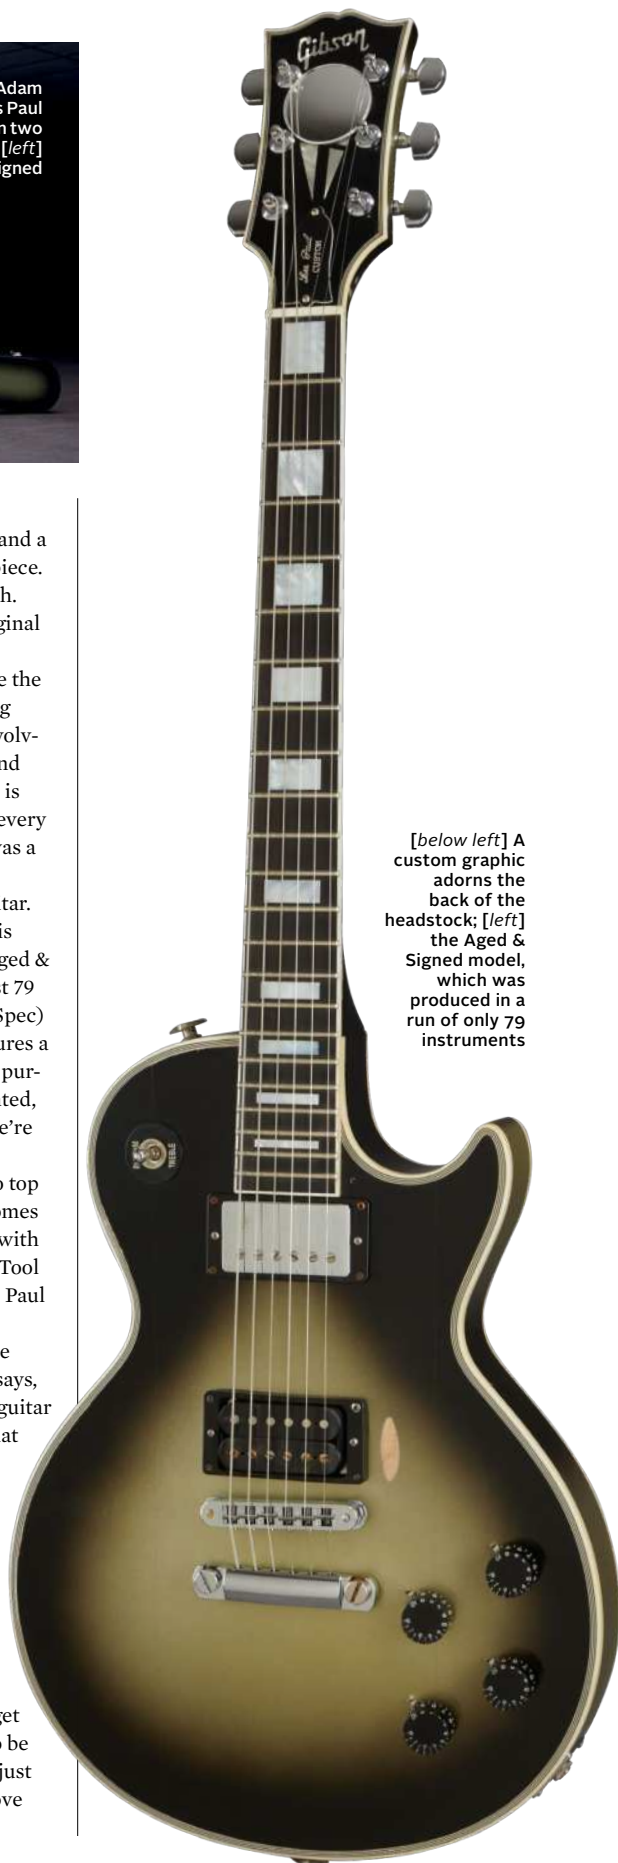 Adam
s Paul
n two
[left]
igned
Gibson
Les Paul
CUSTOM
and a
iece.
h.
ginal
e the
g
volv-
nd
is
every
as a
tar.
is
ged &
st 79
Spec)
ures a
pur-
ted,
e're
o top
omes
with
Tool
Paul
e
says,
guitar
at
get
o be
just
ove
[below left] A
custom graphic
adorns the
back of the
headstock; [left]
the Aged &
Signed model,
which was
produced in a
run of only 79
instruments
TREBLE